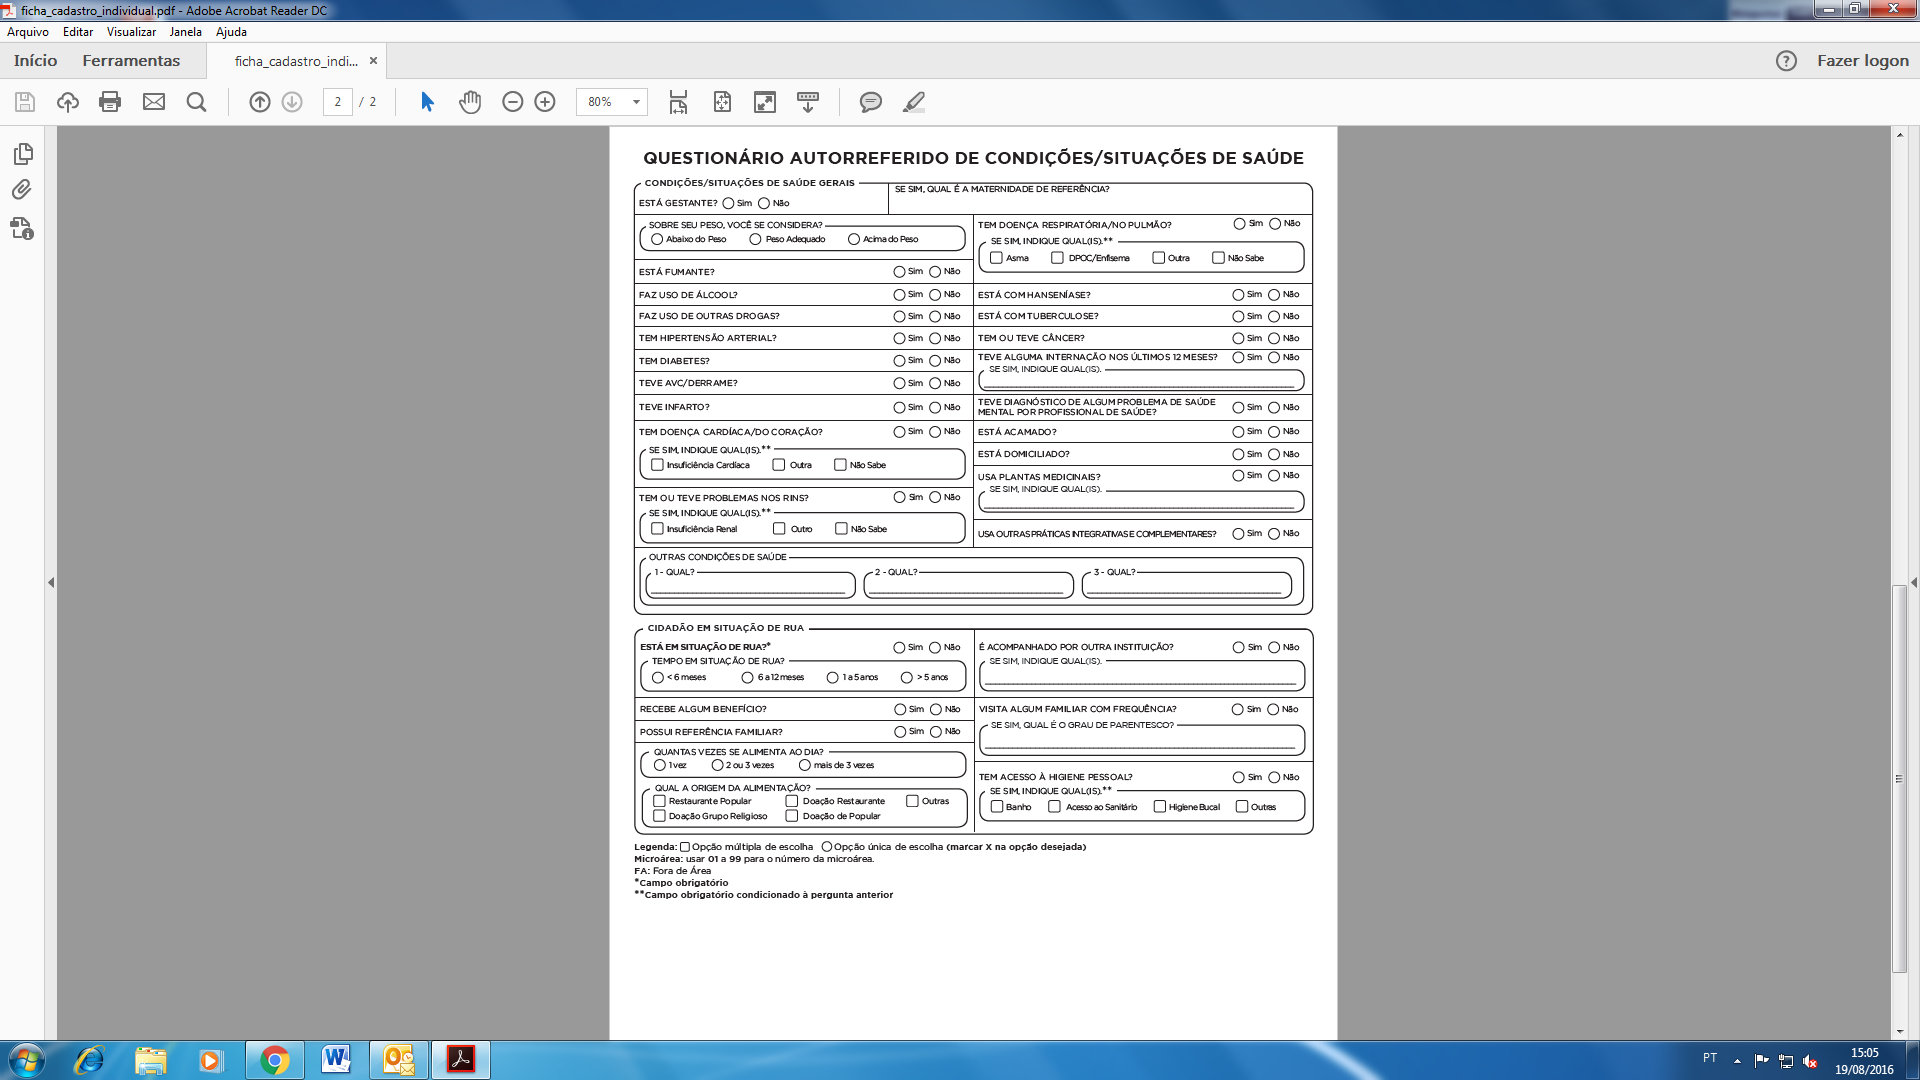 ficha_cadastro_individual.pdf - Adobe Acrobat Reader DC
Arquivo Editar Visualizar Janela Ajuda
Início Ferramentas ficha_cadastro_indi... × Fazer logon
2 / 2 80%
QUESTIONÁRIO AUTORREFERIDO DE CONDIÇÕES/SITUAÇÕES DE SAÚDE
CONDIÇÕES/SITUAÇÕES DE SAÚDE GERAIS
ESTÁ GESTANTE? Sim Não
SE SIM, QUAL É A MATERNIDADE DE REFERÊNCIA?
SOBRE SEU PESO, VOCÊ SE CONSIDERA?
Abaixo do Peso Peso Adequado Acima do Peso
ESTÁ FUMANTE? Sim Não
FAZ USO DE ÁLCOOL? Sim Não
FAZ USO DE OUTRAS DROGAS? Sim Não
TEM HIPERTENSÃO ARTERIAL? Sim Não
TEM DIABETES? Sim Não
TEVE AVC/DERRAME? Sim Não
TEVE INFARTO? Sim Não
TEM DOENÇA CARDÍACA/DO CORAÇÃO? Sim Não
SE SIM, INDIQUE QUAL(IS).**
Insuficiência Cardíaca Outra Não Sabe
TEM OU TEVE PROBLEMAS NOS RINS? Sim Não
SE SIM, INDIQUE QUAL(IS).**
Insuficiência Renal Outro Não Sabe
TEM DOENÇA RESPIRATÓRIA/NO PULMÃO? Sim Não
SE SIM, INDIQUE QUAL(IS).**
Asma DPOC/Enfisema Outra Não Sabe
ESTÁ COM HANSENÍASE? Sim Não
ESTÁ COM TUBERCULOSE? Sim Não
TEM OU TEVE CÂNCER? Sim Não
TEVE ALGUMA INTERNAÇÃO NOS ÚLTIMOS 12 MESES? Sim Não
SE SIM, INDIQUE QUAL(IS).
TEVE DIAGNÓSTICO DE ALGUM PROBLEMA DE SAÚDE
MENTAL POR PROFISSIONAL DE SAÚDE? Sim Não
ESTÁ ACAMADO? Sim Não
ESTÁ DOMICILIADO? Sim Não
USA PLANTAS MEDICINAIS? Sim Não
SE SIM, INDIQUE QUAL(IS).
USA OUTRAS PRÁTICAS INTEGRATIVAS E COMPLEMENTARES? Sim Não
OUTRAS CONDIÇÕES DE SAÚDE
1 - QUAL? 2 - QUAL? 3 - QUAL?
CIDADÃO EM SITUAÇÃO DE RUA
ESTÁ EM SITUAÇÃO DE RUA?* Sim Não
TEMPO EM SITUAÇÃO DE RUA?
< 6 meses 6 a 12 meses 1 a 5 anos > 5 anos
RECEBE ALGUM BENEFÍCIO? Sim Não
POSSUI REFERÊNCIA FAMILIAR? Sim Não
QUANTAS VEZES SE ALIMENTA AO DIA?
1 vez 2 ou 3 vezes mais de 3 vezes
QUAL A ORIGEM DA ALIMENTAÇÃO?
Restaurante Popular Doação Restaurante Outras
Doação Grupo Religioso Doação de Popular
É ACOMPANHADO POR OUTRA INSTITUIÇÃO? Sim Não
SE SIM, INDIQUE QUAL(IS).
VISITA ALGUM FAMILIAR COM FREQUÊNCIA? Sim Não
SE SIM, QUAL É O GRAU DE PARENTESCO?
TEM ACESSO À HIGIENE PESSOAL? Sim Não
SE SIM, INDIQUE QUAL(IS).**
Banho Acesso ao Sanitário Higiene Bucal Outras
Legenda: Opção múltipla de escolha Opção única de escolha (marcar X na opção desejada)
Microárea: usar 01 a 99 para o número da microárea.
FA: Fora de Área
*Campo obrigatório
**Campo obrigatório condicionado à pergunta anterior
PT 15:05
19/08/2016